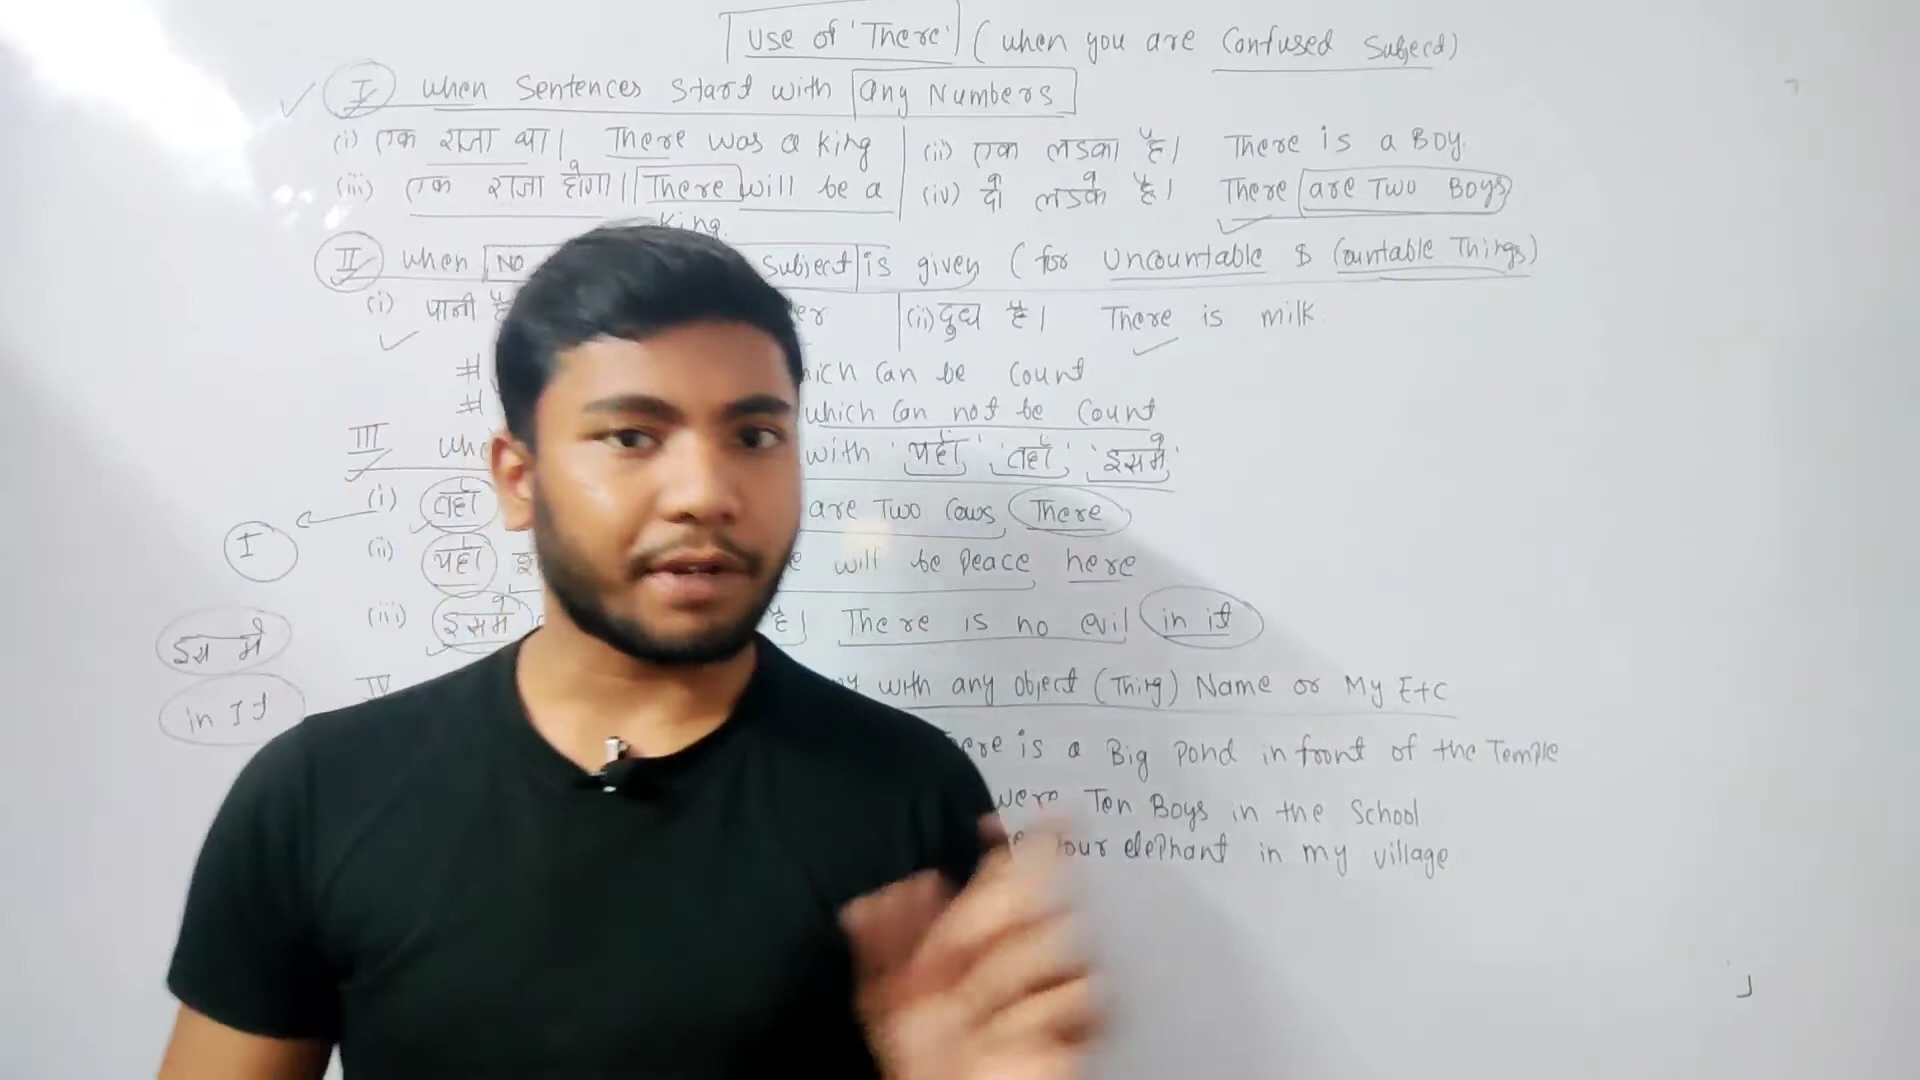 Use of 'There' (when you are Confused Subjecd)
I when Sentences Start with any Numbers
(i) एक राजा था। There was a king (ii) एक लडका है। There is a Boy.
(iii) एक राजा होगा। There will be a king. (iv) दो लडके है। There are Two Boys
II when No Subject is given (for Uncountable & Countable Things)
(i) पानी है (ii) दुध है। There is milk.
# which can be Count
# which can not be Count
III with 'यहाँ' 'वहाँ' 'इसमे'
(i) वहाँ are Two Cows There
I
(ii) यहाँ will be peace here
(iii) इसमे है। There is no evil in it
इस मे
in It
IV with any object (Thing) Name or My Etc
There is a Big Pond in front of the Temple
were Ten Boys in the School
four elephant in my village